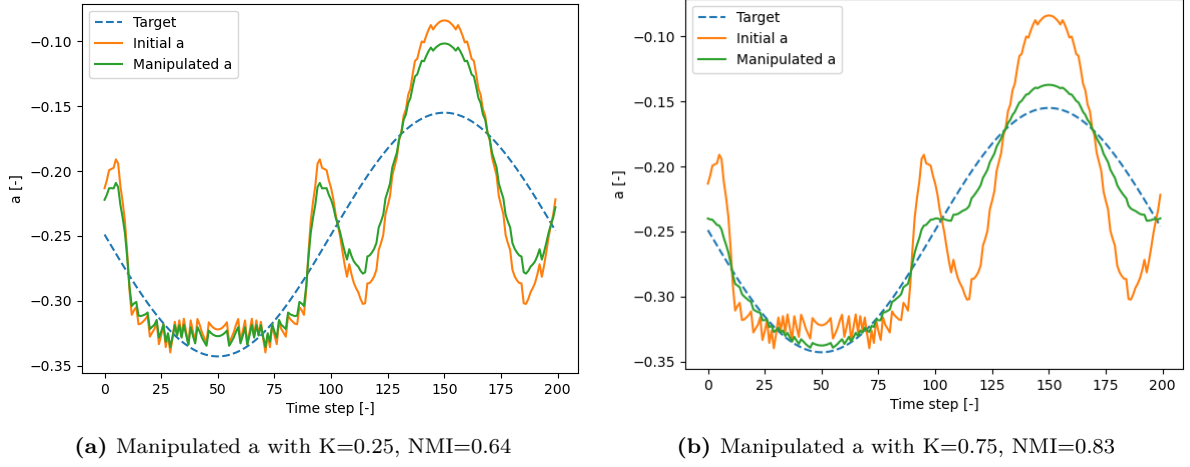 Target
Initial a
Manipulated a
−0.10
−0.15
−0.20
−0.25
−0.30
−0.35
a [-]
0 25 50 75 100 125 150 175 200
Time step [-]
(a) Manipulated a with K=0.25, NMI=0.64
Target
Initial a
Manipulated a
−0.10
−0.15
−0.20
−0.25
−0.30
−0.35
a [-]
0 25 50 75 100 125 150 175 200
Time step [-]
(b) Manipulated a with K=0.75, NMI=0.83